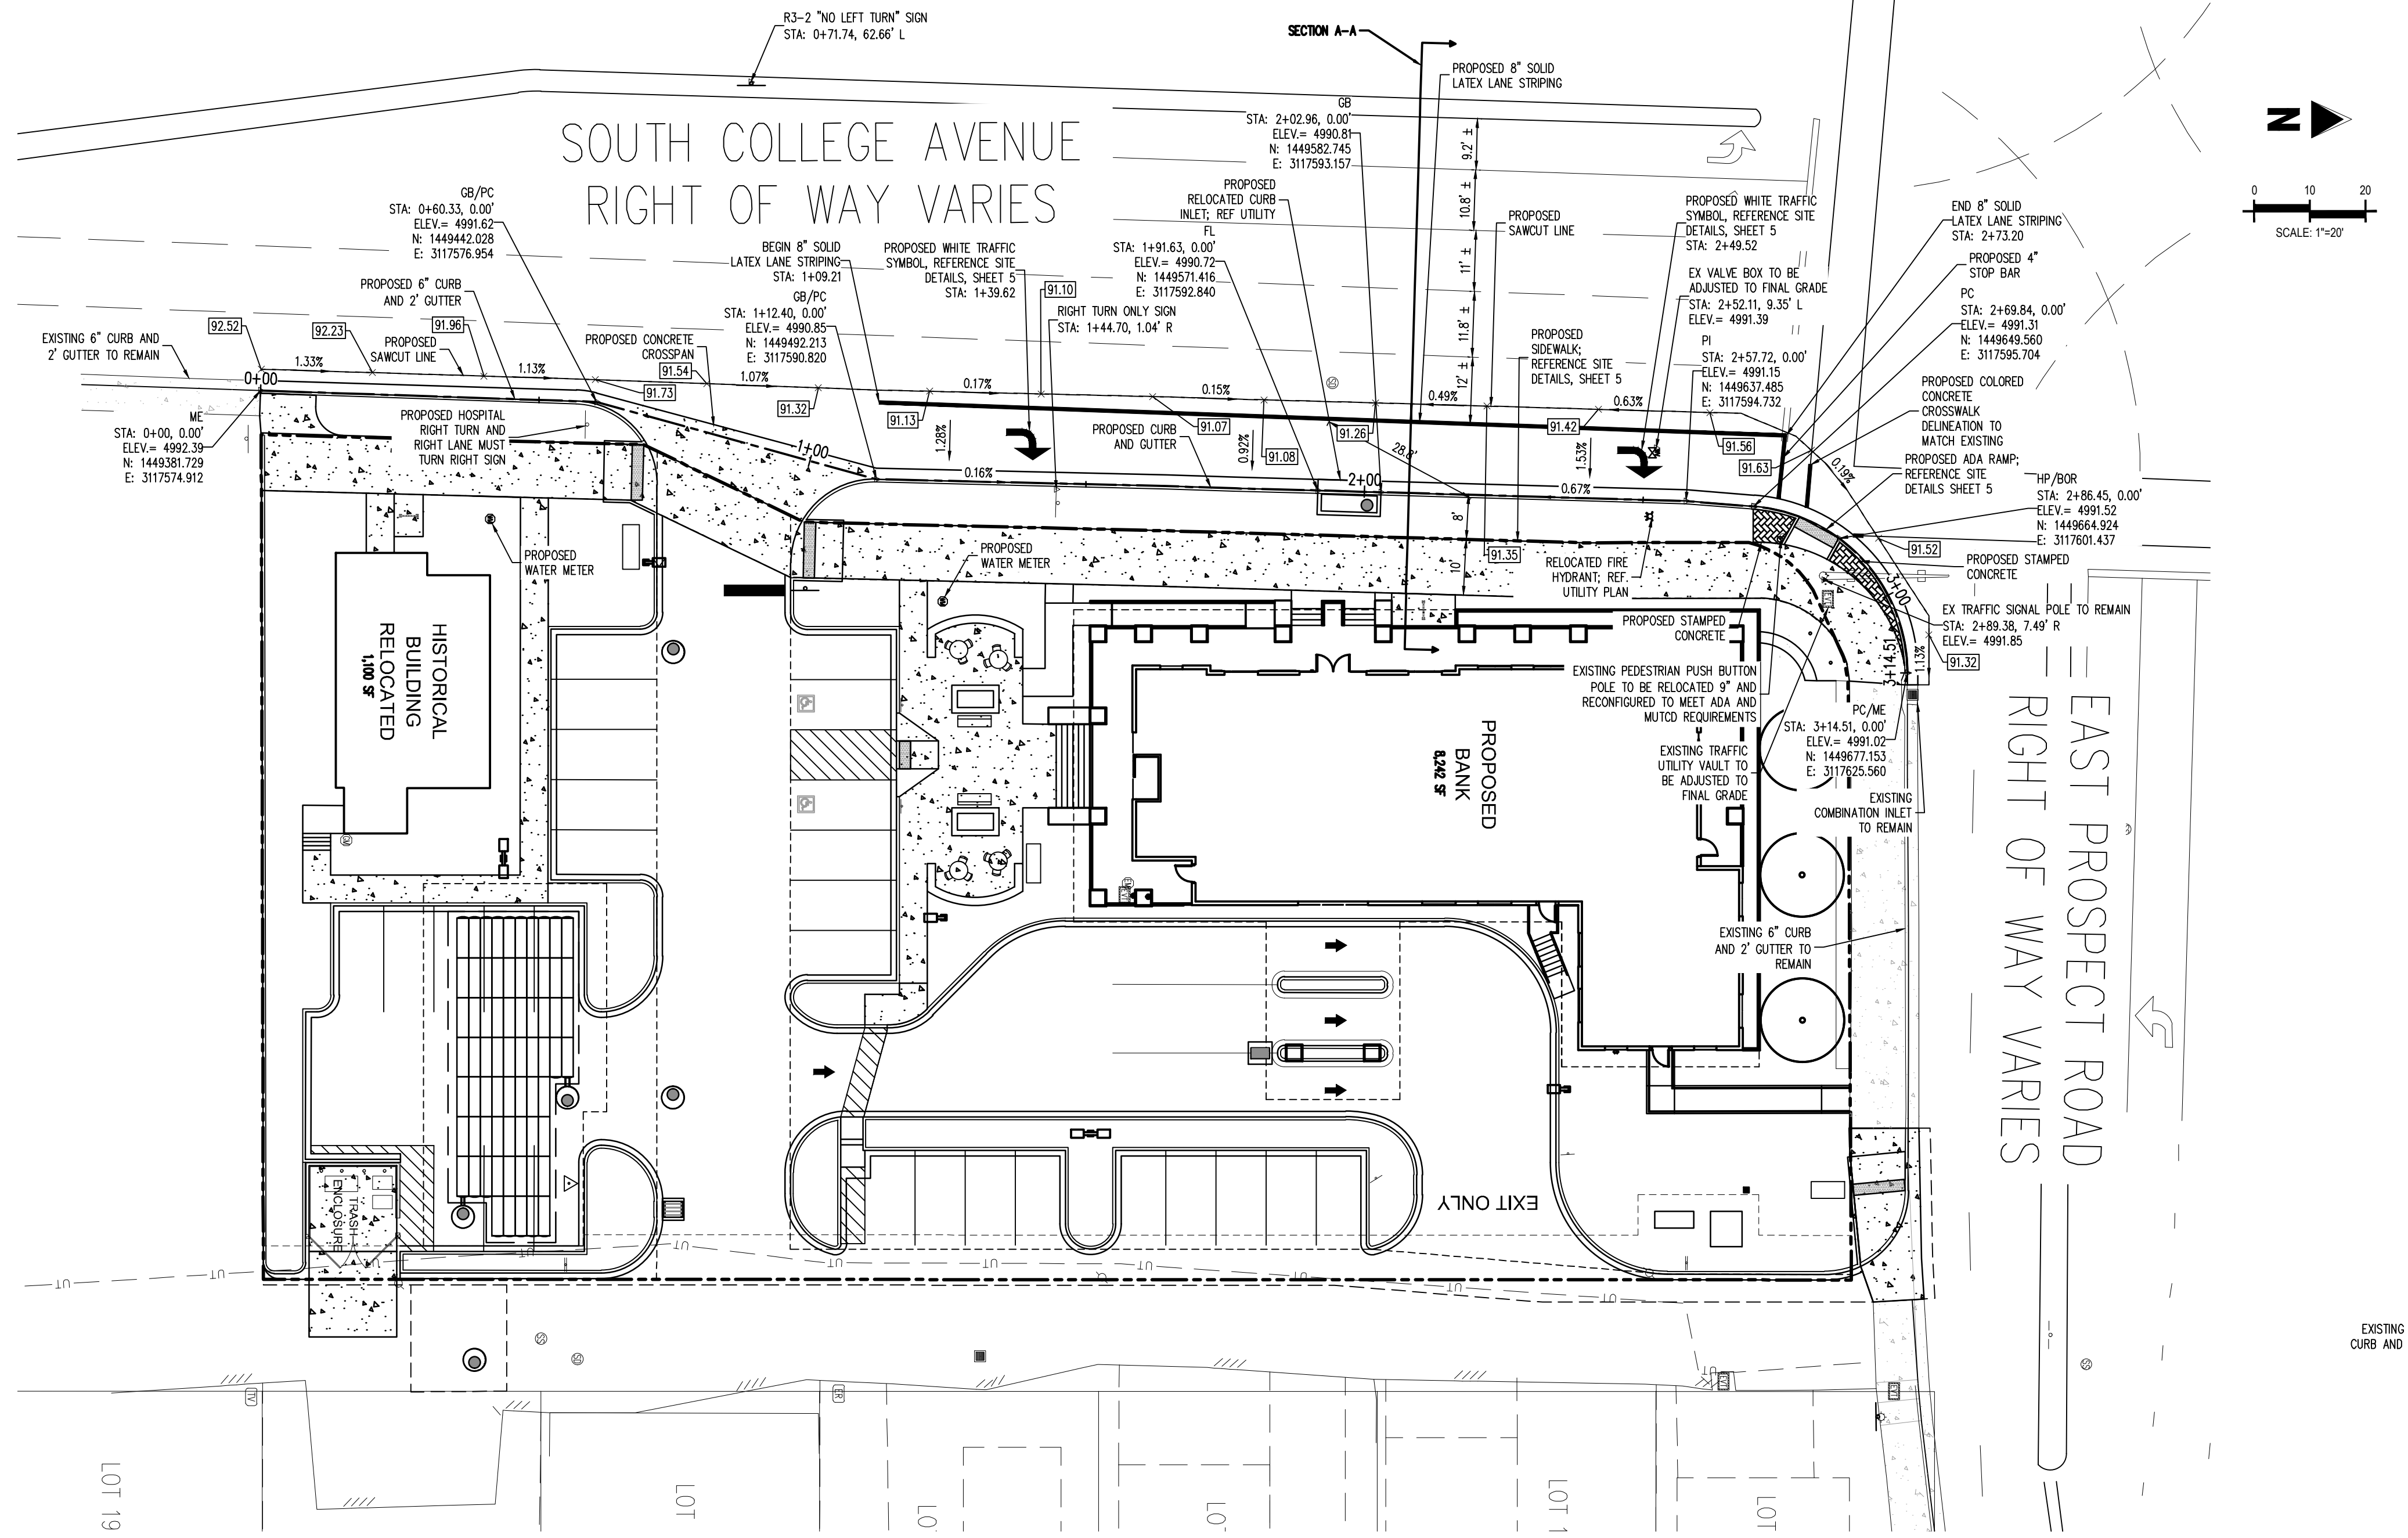 R3-2 "NO LEFT TURN" SIGN
STA: 0+71.74, 62.66' L
SECTION A-A
PROPOSED 8" SOLID
LATEX LANE STRIPING
N
0 10 20
SCALE: 1"=20'
SOUTH COLLEGE AVENUE
RIGHT OF WAY VARIES
GB
STA: 2+02.96, 0.00'
ELEV.= 4990.81
N: 1449582.745
E: 3117593.157
9.2' ±
10.8' ±
11' ±
11.8' ±
12' ±
GB/PC
STA: 0+60.33, 0.00'
ELEV.= 4991.62
N: 1449442.028
E: 3117576.954
PROPOSED
RELOCATED CURB
INLET; REF UTILITY
PROPOSED
SAWCUT LINE
PROPOSED WHITE TRAFFIC
SYMBOL, REFERENCE SITE
DETAILS, SHEET 5
STA: 2+49.52
END 8" SOLID
LATEX LANE STRIPING
STA: 2+73.20
BEGIN 8" SOLID
LATEX LANE STRIPING
STA: 1+09.21
PROPOSED WHITE TRAFFIC
SYMBOL, REFERENCE SITE
DETAILS, SHEET 5
STA: 1+39.62
FL
STA: 1+91.63, 0.00'
ELEV.= 4990.72
N: 1449571.416
E: 3117592.840
PROPOSED 4"
STOP BAR
EX VALVE BOX TO BE
ADJUSTED TO FINAL GRADE
STA: 2+52.11, 9.35' L
ELEV.= 4991.39
PC
STA: 2+69.84, 0.00'
ELEV.= 4991.31
N: 1449649.560
E: 3117595.704
PROPOSED 6" CURB
AND 2' GUTTER
GB/PC
STA: 1+12.40, 0.00'
ELEV.= 4990.85
N: 1449492.213
E: 3117590.820
91.10
RIGHT TURN ONLY SIGN
STA: 1+44.70, 1.04' R
EXISTING 6" CURB AND
2' GUTTER TO REMAIN
92.52
92.23
91.96
PROPOSED
SAWCUT LINE
PROPOSED CONCRETE
CROSSPAN
91.54
PROPOSED
SIDEWALK;
REFERENCE SITE
DETAILS, SHEET 5
PI
STA: 2+57.72, 0.00'
ELEV.= 4991.15
N: 1449637.485
E: 3117594.732
1.33%
1.13%
1.07%
0.17%
0.15%
0.49%
0.63%
0+00
91.73
91.32
91.13
91.07
91.26
91.42
91.56
PROPOSED COLORED
CONCRETE
CROSSWALK
DELINEATION TO
MATCH EXISTING
ME
STA: 0+00, 0.00'
ELEV.= 4992.39
N: 1449381.729
E: 3117574.912
PROPOSED HOSPITAL
RIGHT TURN AND
RIGHT LANE MUST
TURN RIGHT SIGN
1+00
1.28%
0.92%
91.08
PROPOSED CURB
AND GUTTER
28.8'
1.53%
91.63
0.19%
PROPOSED ADA RAMP;
REFERENCE SITE
DETAILS SHEET 5
0.16%
2+00
0.67%
8'
10'
HP/BOR
STA: 2+86.45, 0.00'
ELEV.= 4991.52
N: 1449664.924
E: 3117601.437
91.52
91.35
PROPOSED STAMPED
CONCRETE
PROPOSED
WATER METER
PROPOSED
WATER METER
RELOCATED FIRE
HYDRANT; REF.
UTILITY PLAN
3+00
EX TRAFFIC SIGNAL POLE TO REMAIN
STA: 2+89.38, 7.49' R
ELEV.= 4991.85
91.32
1.13%
3+14.51
PROPOSED STAMPED
CONCRETE
HISTORICAL
BUILDING
RELOCATED
1,100 SF
EXISTING PEDESTRIAN PUSH BUTTON
POLE TO BE RELOCATED 9" AND
RECONFIGURED TO MEET ADA AND
MUTCD REQUIREMENTS
PC/ME
STA: 3+14.51, 0.00'
ELEV.= 4991.02
N: 1449677.153
E: 3117625.560
PROPOSED
BANK
8,242 SF
EXISTING TRAFFIC
UTILITY VAULT TO
BE ADJUSTED TO
FINAL GRADE
EXISTING
COMBINATION INLET
TO REMAIN
EAST PROSPECT ROAD
RIGHT OF WAY VARIES
EXISTING 6" CURB
AND 2' GUTTER TO
REMAIN
TRASH
ENCLOSURE
EXIT ONLY
UT
UT
UT
UT
UT
UT
UT
UT
UT
UT
UT
UT
SS
SD
SS
TV
ER
EXISTING
CURB AND
LOT 19
LOT
LO
LO
LOT 1
LOT